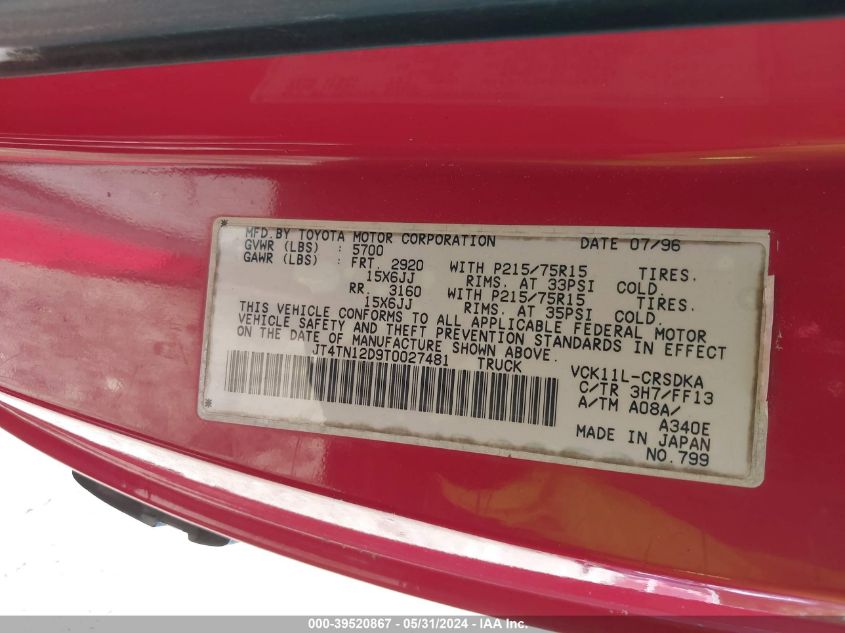 MFD.BY TOYOTA MOTOR CORPORATION DATE 07/96
GVWR (LBS) : 5700
GAWR (LBS) FRT. 2920 WITH P215/75R15 TIRES.
15X6JJ RIMS. AT 33PSI COLD.
RR. 3160 WITH P215/75R15 TIRES.
15X6JJ RIMS. AT 35PSI COLD.
THIS VEHICLE CONFORMS TO ALL APPLICABLE FEDERAL MOTOR
VEHICLE SAFETY AND THEFT PREVENTION STANDARDS IN EFFECT
ON THE DATE OF MANUFACTURE SHOWN ABOVE.
JT4TN12D9T0027481 TRUCK
VCK11L-CRSDKA
C/TR 3H7/FF13
A/TM A08A/
A340E
MADE IN JAPAN
NO.799
000-39520867 - 05/31/2024 - IAA Inc.